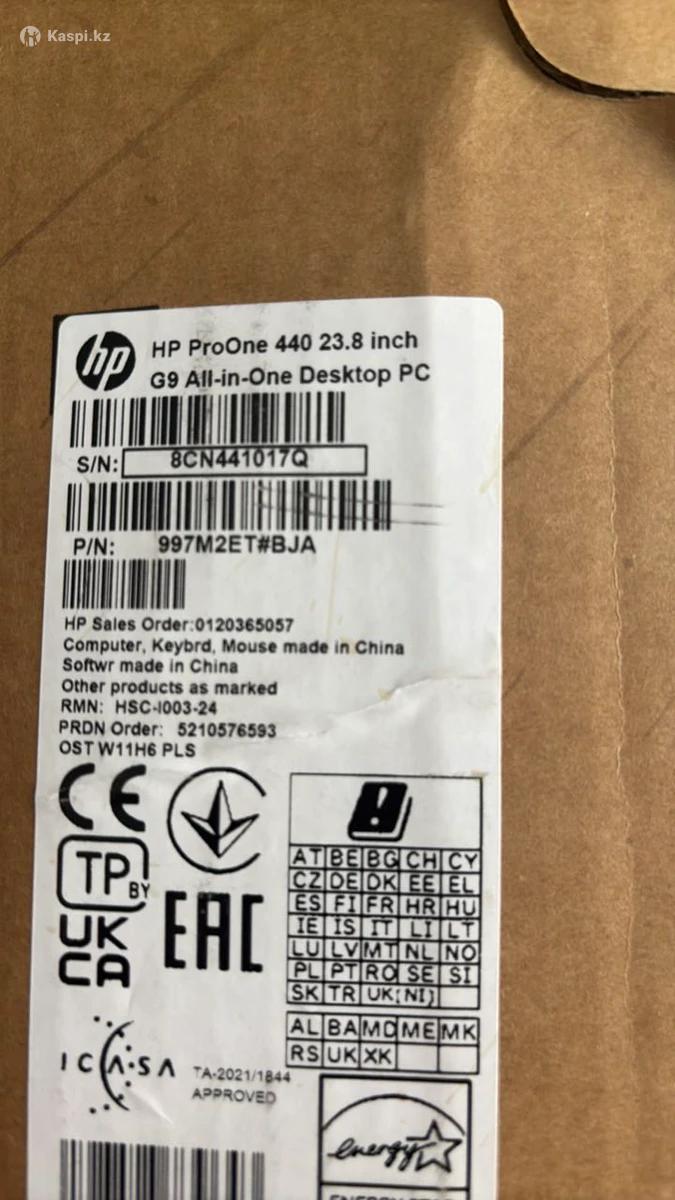 Kaspi.kz
hp
HP ProOne 440 23.8 inch
G9 All-in-One Desktop PC
S/N: 8CN441017Q
P/N: 997M2ET#BJA
HP Sales Order:0120365057
Computer, Keybrd, Mouse made in China
Softwr made in China
Other products as marked
RMN: HSC-I003-24
PRDN Order: 5210576593
OST W11H6 PLS
CE
TP BY
UK
CA
EAC
!
AT BE BG CH CY
CZ DE DK EE EL
ES FI FR HR HU
IE IS IT LI LT
LU LV MT NL NO
PL PT RO SE SI
SK TR UK(NI)
AL BA MD ME MK
RS UK XK
ICASA
TA-2021/1844
APPROVED
energy